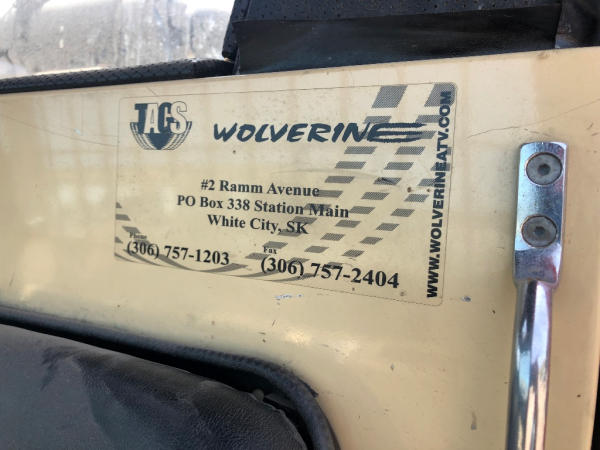 JAGS WOLVERINE
#2 Ramm Avenue
PO Box 338 Station Main
White City, SK
Phone Fax
(306) 757-1203 (306) 757-2404
WWW.WOLVERINEATV.COM